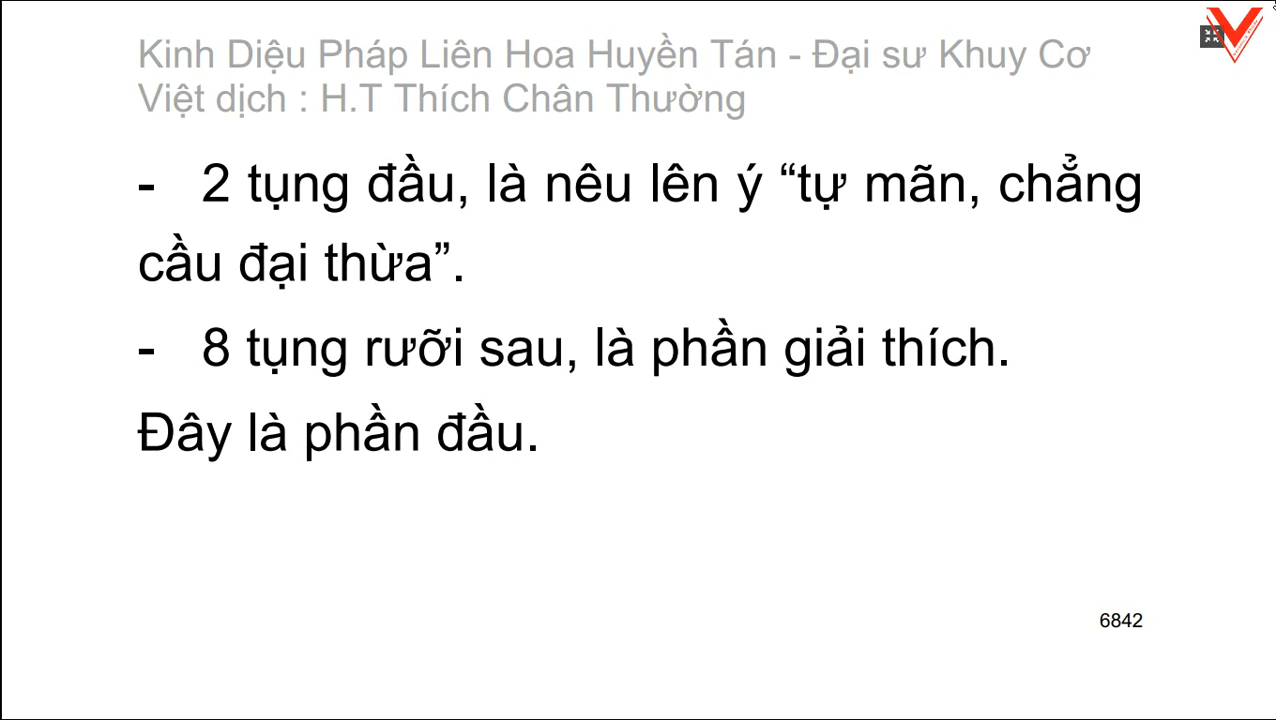 Kinh Diệu Pháp Liên Hoa Huyền Tán - Đại sư Khuy Cơ
Việt dịch : H.T Thích Chân Thường
- 2 tụng đầu, là nêu lên ý “tự mãn, chẳng
cầu đại thừa”.
- 8 tụng rưỡi sau, là phần giải thích.
Đây là phần đầu.
6842